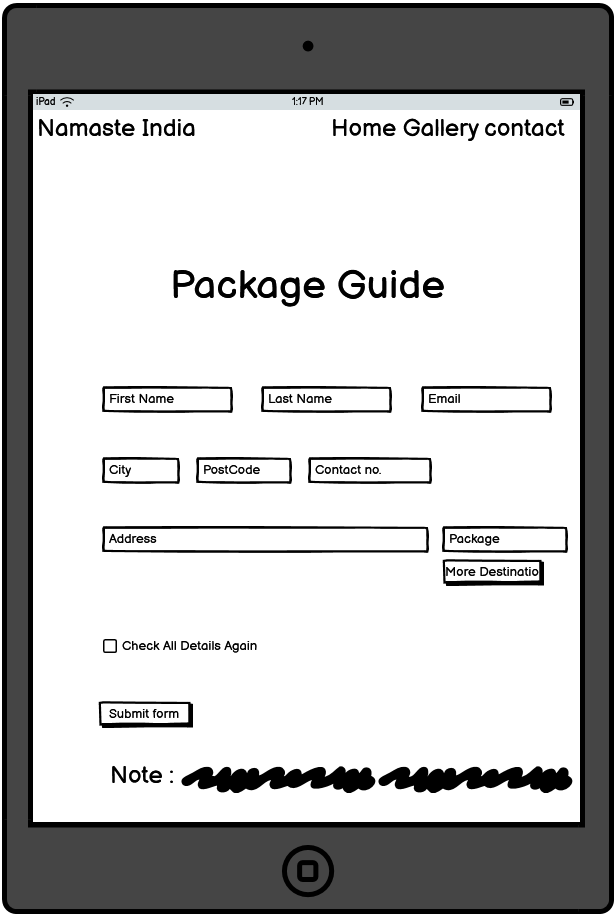 iPad 1:17 PM
Namaste India Home Gallery contact
Package Guide
First Name Last Name Email
City PostCode Contact no.
Address Package
More Destinatio
Check All Details Again
Submit form
Note :